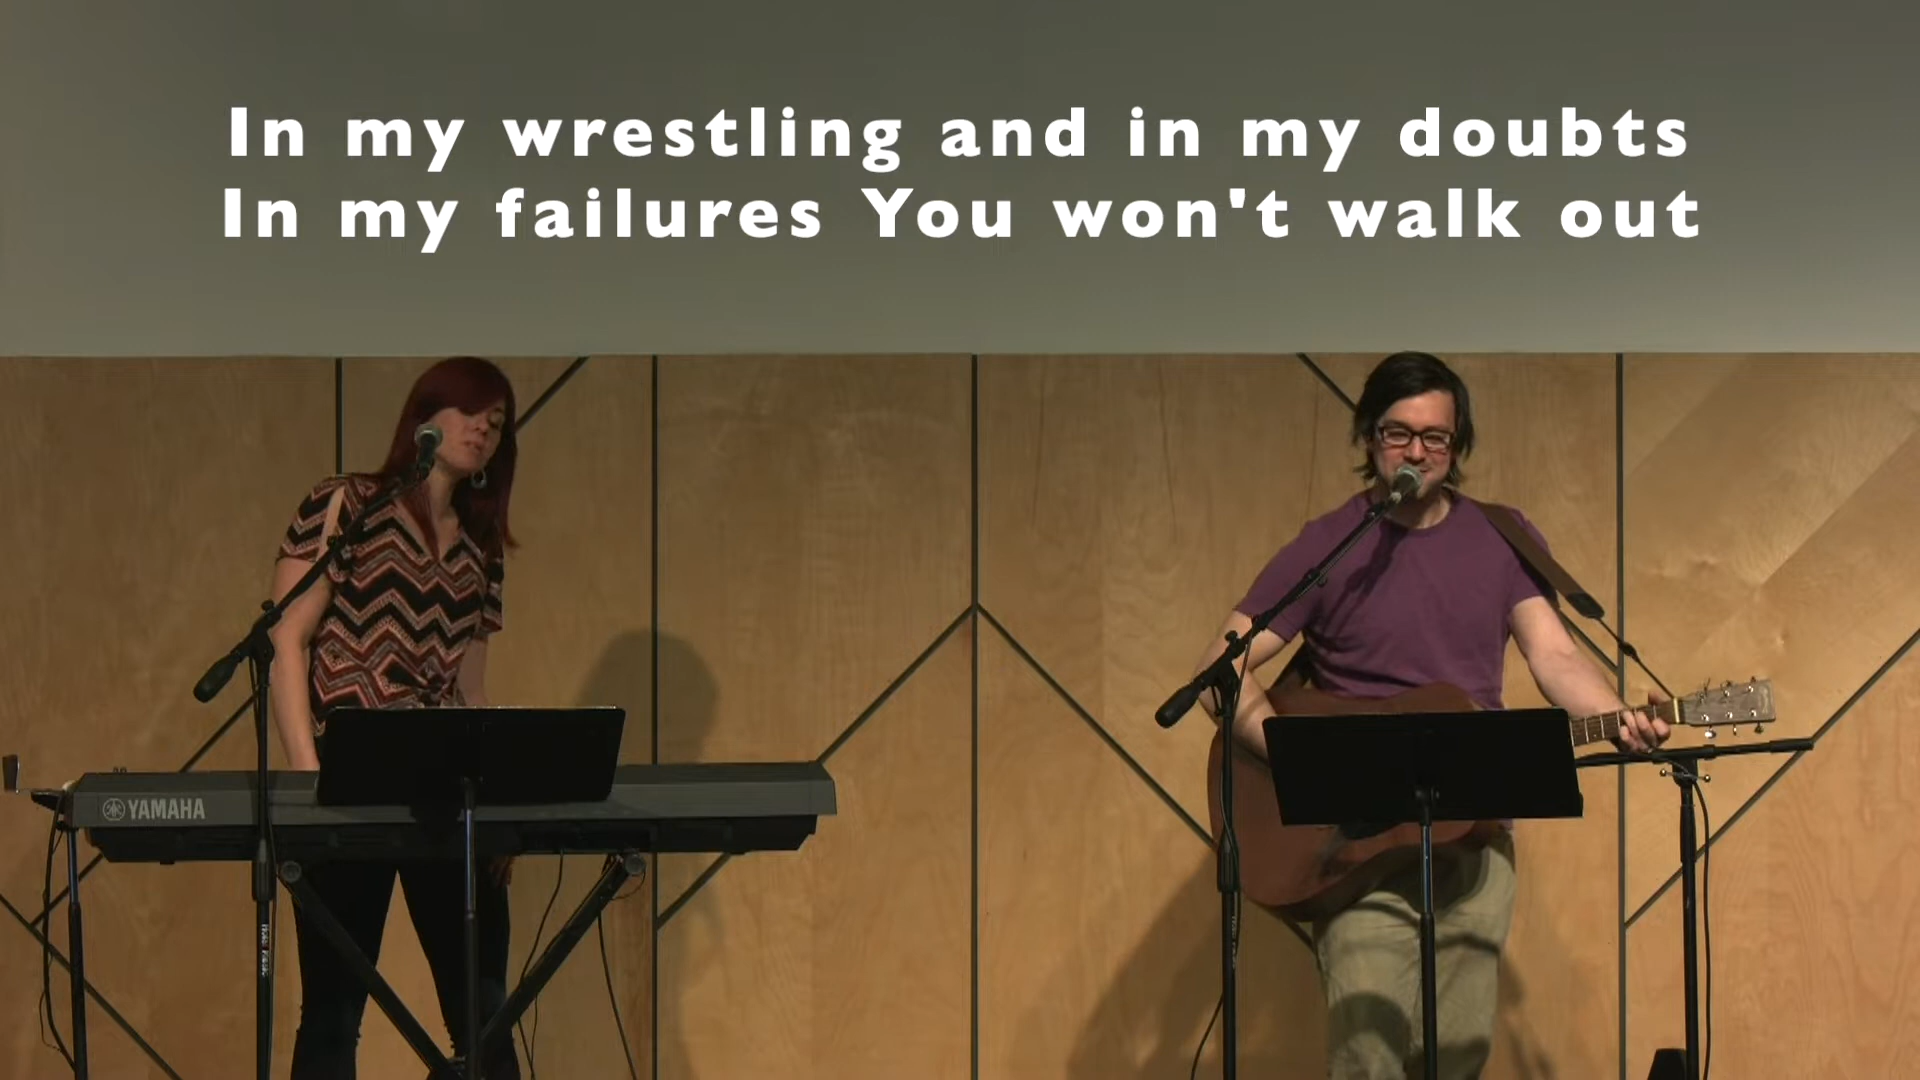 In my wrestling and in my doubts
In my failures You won't walk out
YAMAHA